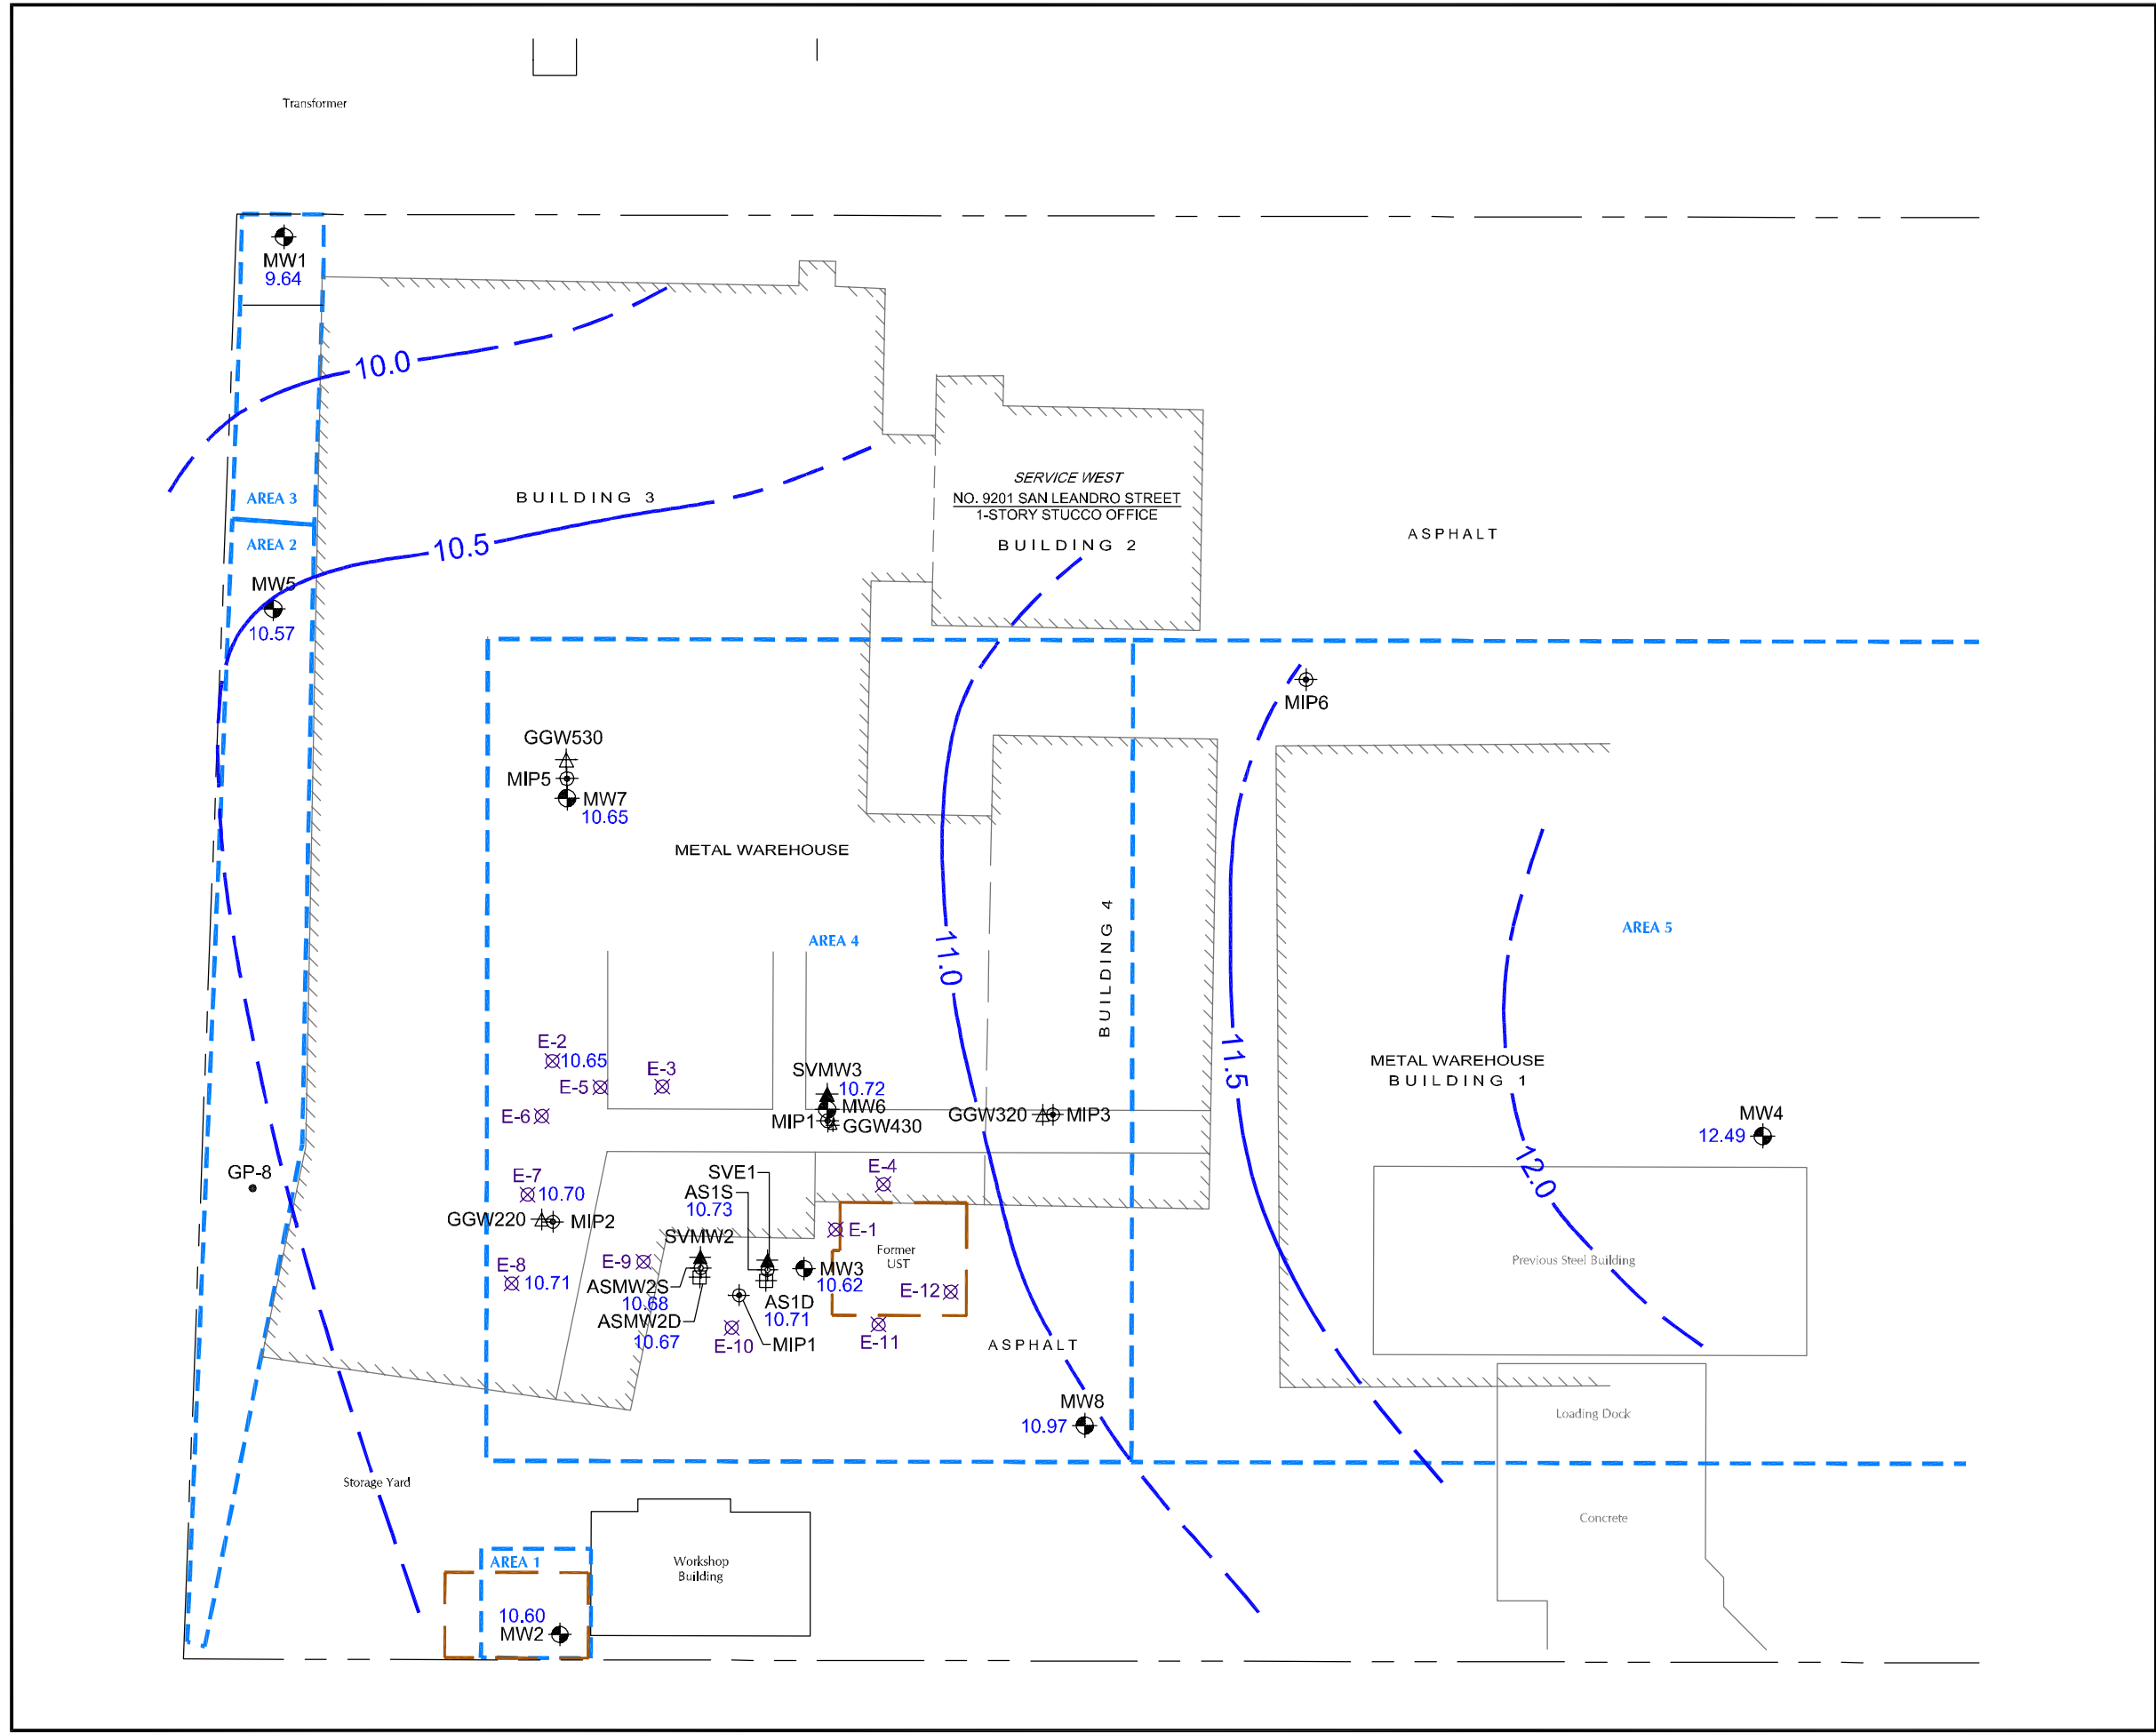 Transformer
MW1
9.64
10.0
AREA 3
BUILDING 3
SERVICE WEST
NO. 9201 SAN LEANDRO STREET
1-STORY STUCCO OFFICE
BUILDING 2
ASPHALT
AREA 2
10.5
MW5
10.57
MIP6
GGW530
MIP5
MW7
10.65
METAL WAREHOUSE
AREA 4
11.0
BUILDING 4
11.5
AREA 5
E-2
10.65
E-5
E-3
E-6
SVMW3
10.72
MW6
MIP1
GGW430
GGW320
MIP3
METAL WAREHOUSE
BUILDING 1
MW4
12.49
12.0
GP-8
E-7
10.70
GGW220
MIP2
E-8
10.71
E-9
SVE1
AS1S
10.73
SVMW2
ASMW2S
10.68
ASMW2D
10.67
E-10
MIP1
AS1D
10.71
MW3
10.62
E-4
E-1
Former
UST
E-12
E-11
ASPHALT
Previous Steel Building
MW8
10.97
Loading Dock
Concrete
Storage Yard
AREA 1
10.60
MW2
Workshop
Building